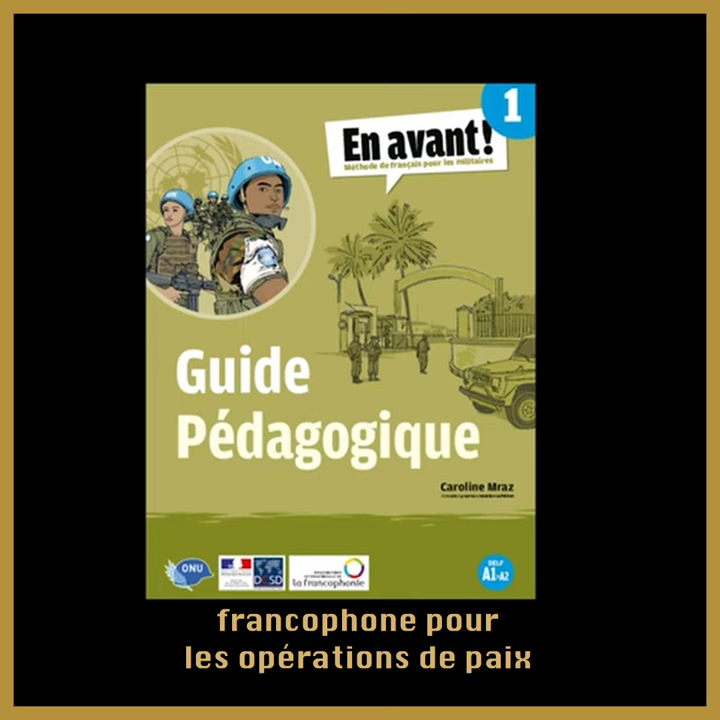 1
En avant!
Méthode de français pour les militaires
Guide
Pédagogique
Caroline Mraz
ONU
la francophonie
DELF
A1>A2
francophone pour
les opérations de paix